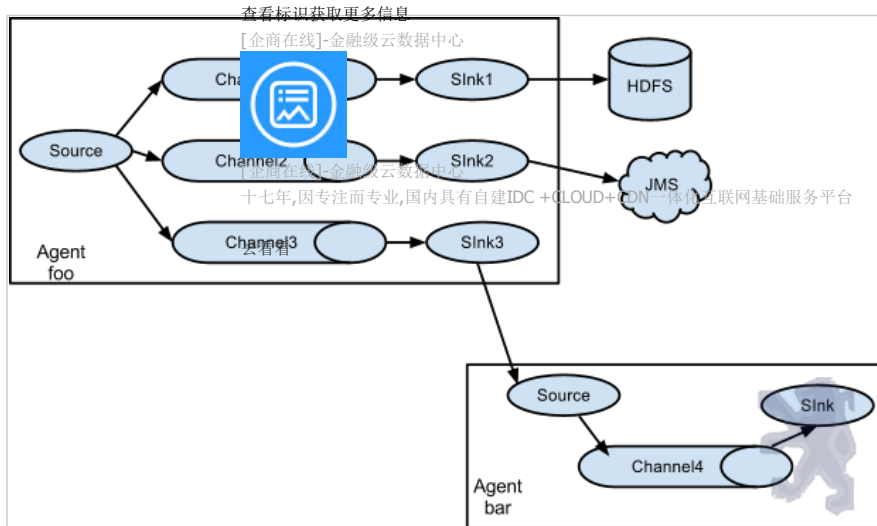 查看标识获取更多信息
[企商在线]-金融级云数据中心
SInk1
HDFS
Source
Channel2
SInk2
JMS
[企商在线]-金融级云数据中心
十七年,因专注而专业,国内具有自建IDC +CLOUD+CDN一体化互联网基础服务平台
Channel3
SInk3
去看看
Agent
foo
Source
SInk
Channel4
Agent
bar